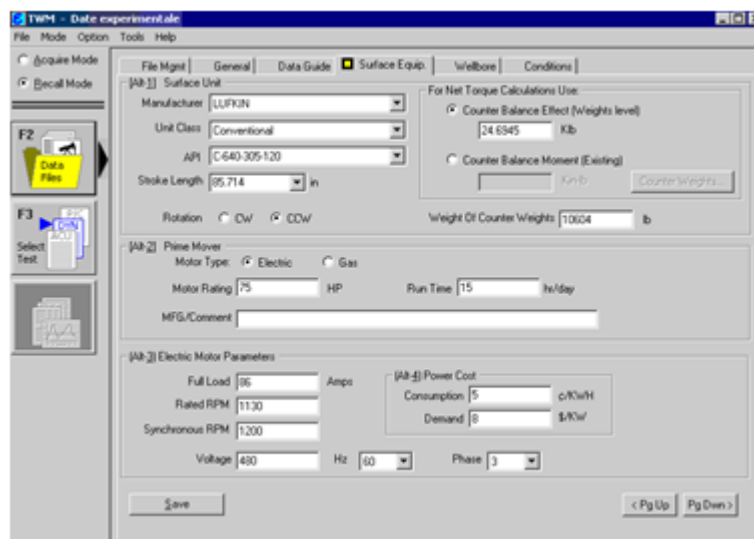 TWM - Date experimentale
File Mode Option Tools Help
Acquire Mode
Recall Mode
F2
Data Files
F3
Select Test
File Mgmt General Data Guide Surface Equip. Wellbore Conditions
[Alt-1] Surface Unit
Manufacturer LUFKIN
Unit Class Conventional
API C-640-305-120
Stroke Length 85.714 in
Rotation CW CCW
For Net Torque Calculations Use:
Counter Balance Effect (Weights level)
24.6945 Klb
Counter Balance Moment (Existing)
Kin-lb Counter Weights...
Weight Of Counter Weights 10604 lb
[Alt-2] Prime Mover
Motor Type: Electric Gas
Motor Rating 75 HP Run Time 15 hr/day
MFG/Comment
[Alt-3] Electric Motor Parameters
Full Load 86 Amps
Rated RPM 1130
Synchronous RPM 1200
Voltage 480 Hz 60 Phase 3
[Alt-4] Power Cost
Consumption 5 ¢/KWH
Demand 8 $/KW
Save < Pg Up Pg Dwn >